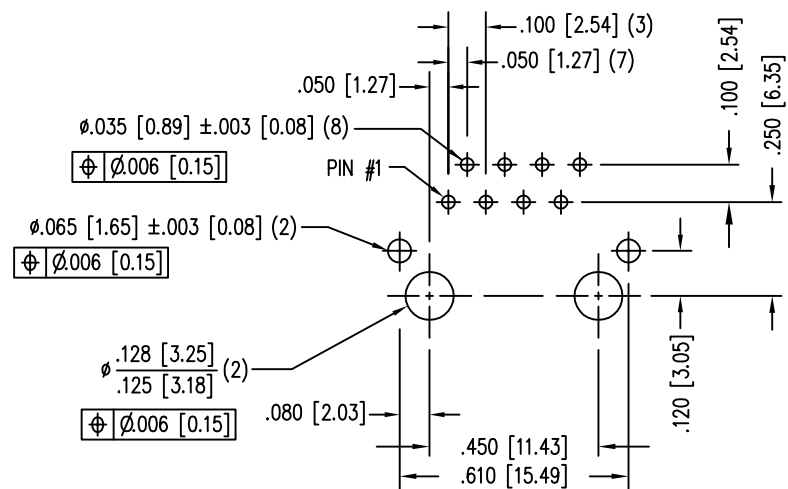 .100 [2.54] (3)
.050 [1.27] (7)
.050 [1.27]
.100 [2.54]
.250 [6.35]
ø.035 [0.89] ±.003 [0.08] (8)
⌖ Ø.006 [0.15]
PIN #1
ø.065 [1.65] ±.003 [0.08] (2)
⌖ Ø.006 [0.15]
ø .128 [3.25]
.125 [3.18] (2)
⌖ Ø.006 [0.15]
.080 [2.03]
.120 [3.05]
.450 [11.43]
.610 [15.49]